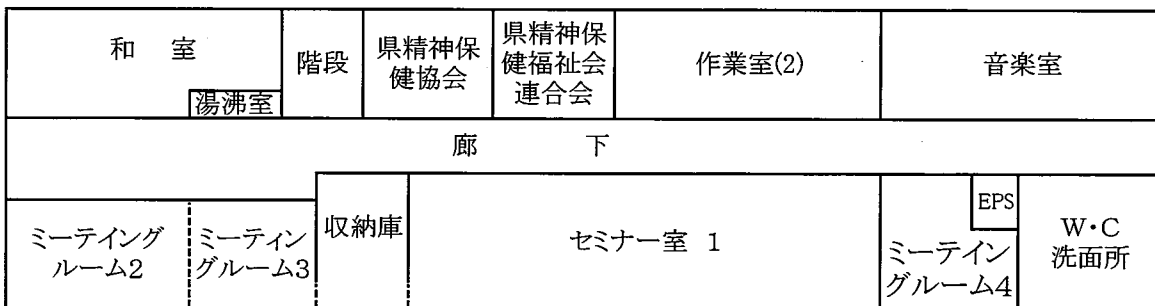 和　室
湯沸室
階段
県精神保
健協会
県精神保
健福祉会
連合会
作業室(2)
音楽室
廊　下
ミーテイング
ルーム2
ミーティン
グルーム3
収納庫
セミナー室 1
ミーテイン
グルーム4
EPS
W・C
洗面所